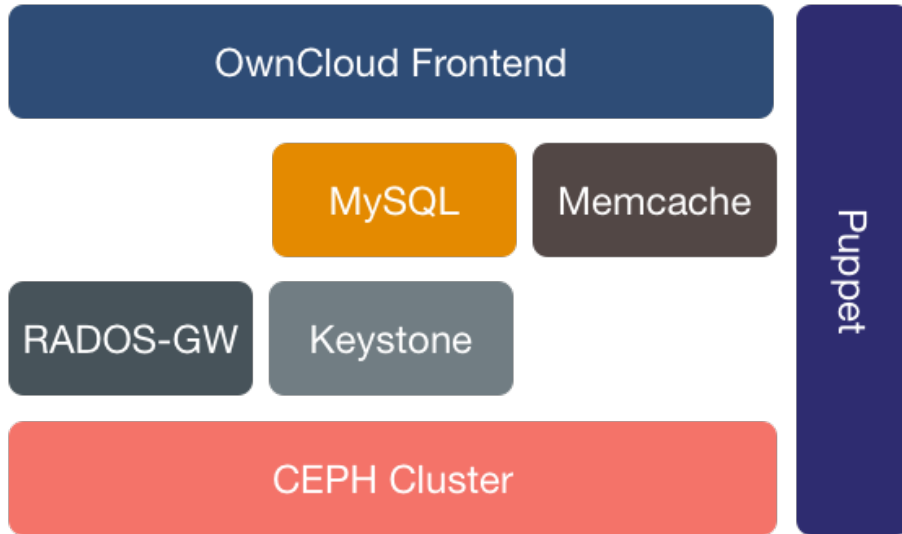 OwnCloud Frontend
MySQL
Memcache
Puppet
RADOS-GW
Keystone
CEPH Cluster